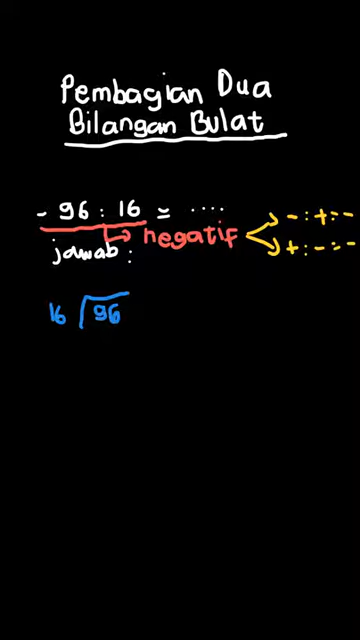 Pembagian Dua
Bilangan Bulat
- 96 : 16 = ....
negatif
- : + = -
+ : - = -
jawab :
16 96